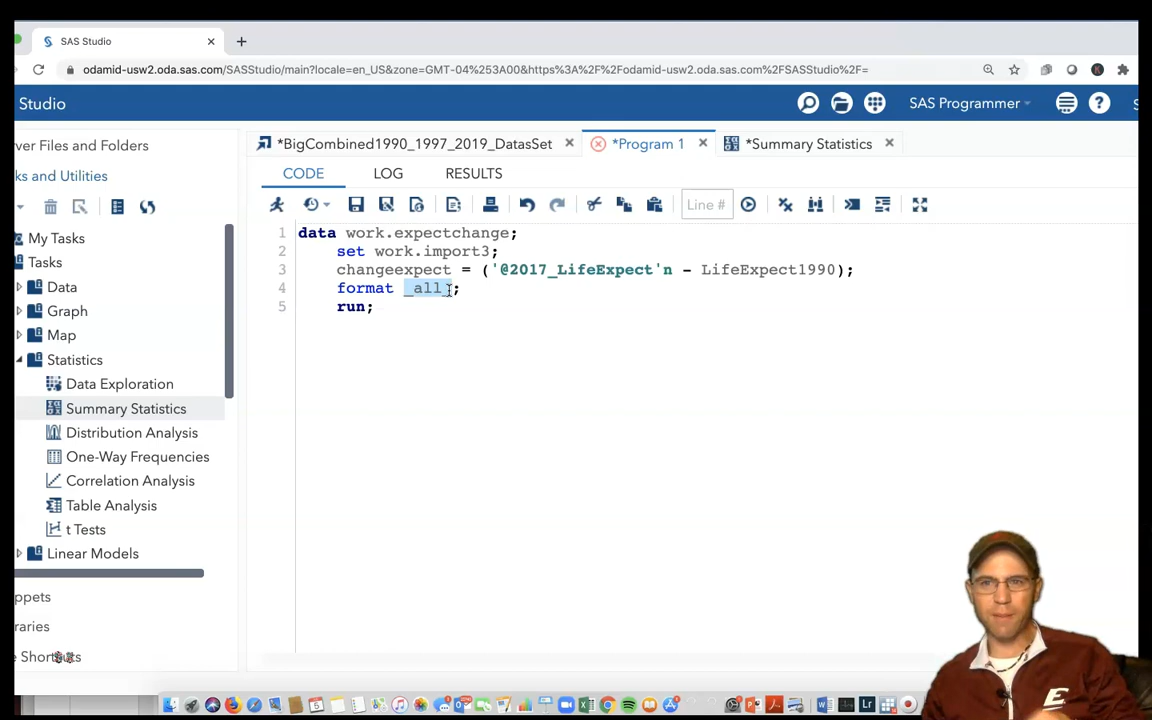 SAS Studio
odamid-usw2.oda.sas.com/SASStudio/main?locale=en_US&zone=GMT-04%253A00&https%3A%2F%2Fodamid-usw2.oda.sas.com%2FSASStudio%2F=
Studio
SAS Programmer
ver Files and Folders
ks and Utilities
My Tasks
Tasks
Data
Graph
Map
Statistics
Data Exploration
Summary Statistics
Distribution Analysis
One-Way Frequencies
Correlation Analysis
Table Analysis
t Tests
Linear Models
ppets
raries
e Shortcuts
*BigCombined1990_1997_2019_DatasSet
*Program 1
*Summary Statistics
CODE LOG RESULTS
Line #
1 data work.expectchange;
2 set work.import3;
3 changeexpect = ('@2017_LifeExpect'n - LifeExpect1990);
4 format _all_;
5 run;
E